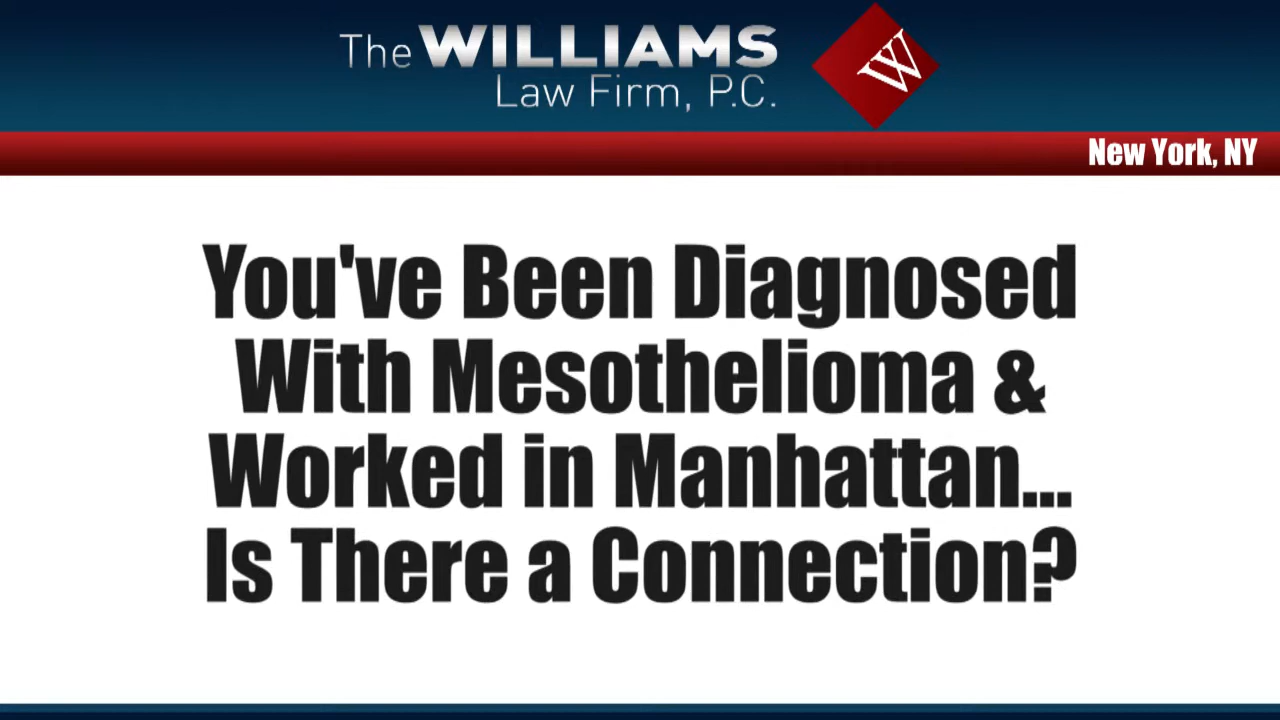 The WILLIAMS
Law Firm, P.C.
W
New York, NY
You've Been Diagnosed
With Mesothelioma &
Worked in Manhattan...
Is There a Connection?